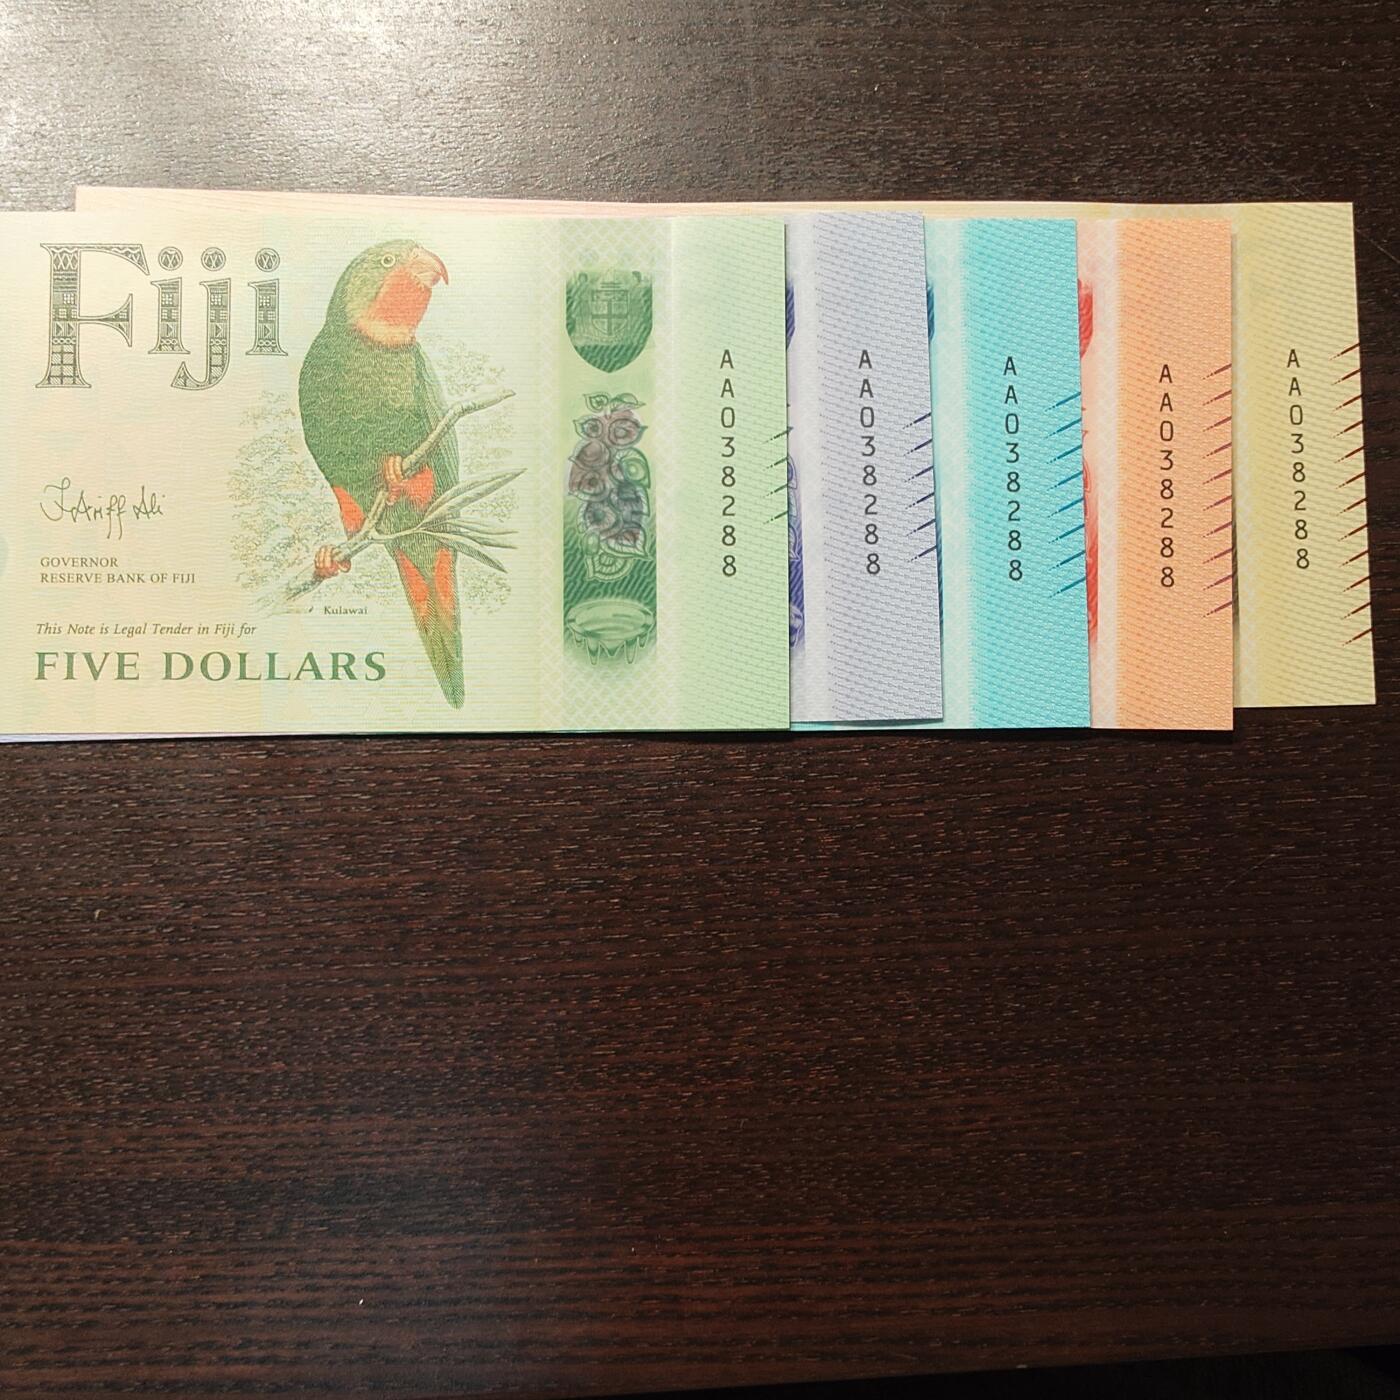 Fiji
T. Ariff Ali
GOVERNOR
RESERVE BANK OF FIJI
Kulawai
This Note is Legal Tender in Fiji for
FIVE DOLLARS
AA038288
AA038288
AA038288
AA038288
AA038288